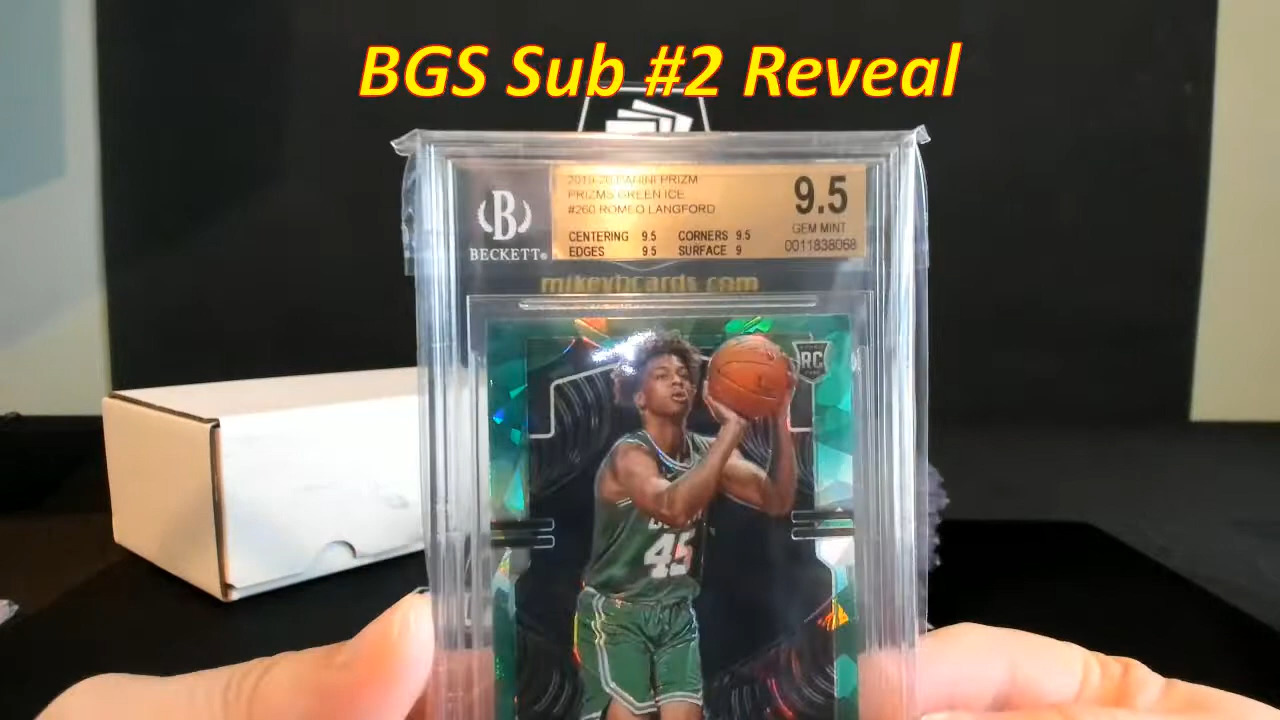 BGS Sub #2 Reveal
2019-20 PANINI PRIZM
PRIZMS GREEN ICE
#260 ROMEO LANGFORD
9.5
GEM MINT
CENTERING 9.5 CORNERS 9.5
EDGES 9.5 SURFACE 9
0011838068
B
BECKETT®
mikeybcards.com
RC
45